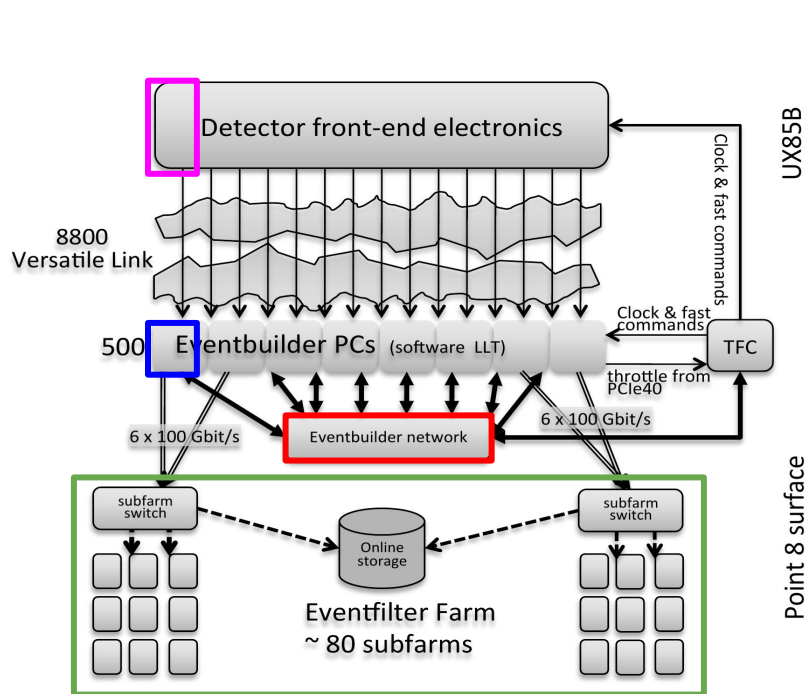 Detector front-end electronics
UX85B
Clock & fast commands
8800
Versatile Link
Clock & fast
commands
500
Eventbuilder PCs (software LLT)
TFC
throttle from
PCIe40
6 x 100 Gbit/s
Eventbuilder network
6 x 100 Gbit/s
subfarm
switch
Online
storage
subfarm
switch
Point 8 surface
Eventfilter Farm
~ 80 subfarms